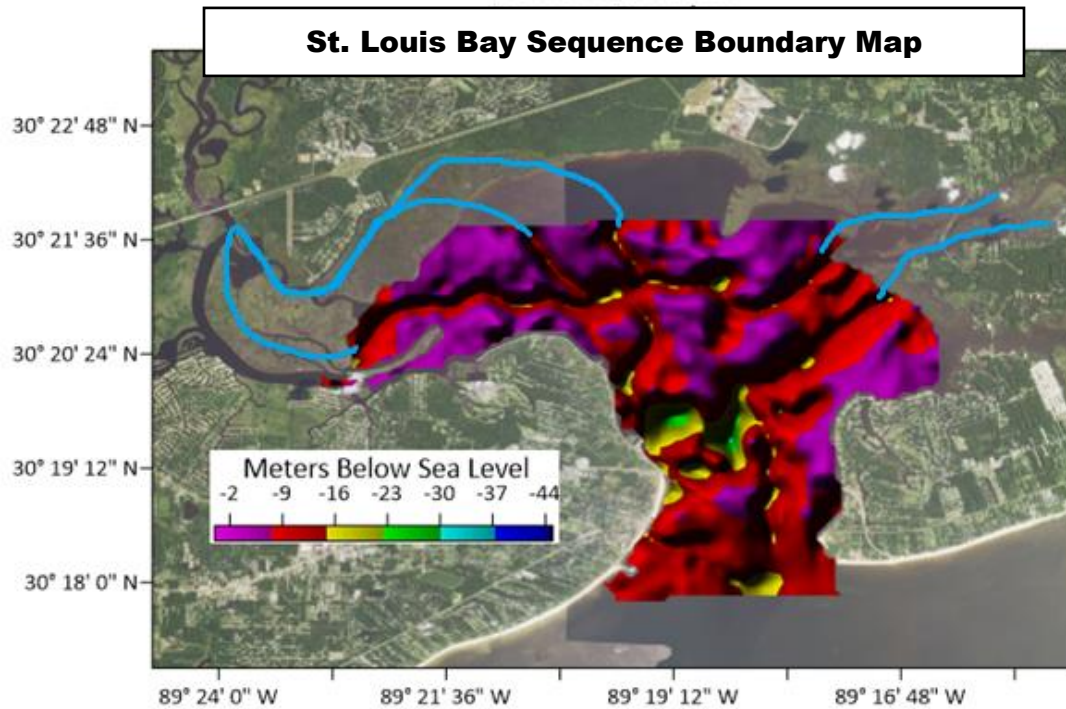 St. Louis Bay Sequence Boundary Map
30° 22' 48" N
30° 21' 36" N
30° 20' 24" N
30° 19' 12" N
30° 18' 0" N
Meters Below Sea Level
-2 -9 -16 -23 -30 -37 -44
89° 24' 0" W 89° 21' 36" W 89° 19' 12" W 89° 16' 48" W